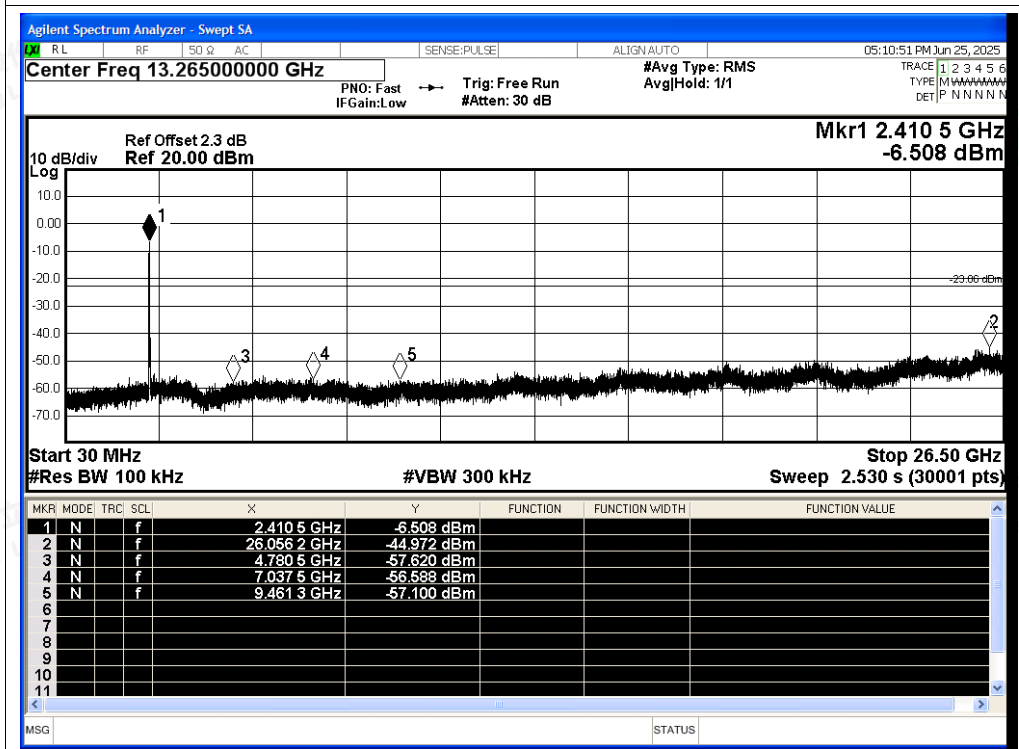 Agilent Spectrum Analyzer - Swept SA
LXI RL RF 50 Ω AC SENSE:PULSE ALIGN AUTO 05:10:51 PM Jun 25, 2025
Center Freq 13.265000000 GHz #Avg Type: RMS TRACE 1 2 3 4 5 6
PNO: Fast Trig: Free Run Avg|Hold: 1/1 TYPE M WWWWW
IFGain:Low #Atten: 30 dB DET P N N N N N
Mkr1 2.410 5 GHz
-6.508 dBm
Ref Offset 2.3 dB
10 dB/div Ref 20.00 dBm
Log
10.0
0.00
-10.0
-20.0
-30.0
-40.0
-50.0
-60.0
-70.0
1
-23.06 dBm
2
3 4 5
Start 30 MHz Stop 26.50 GHz
#Res BW 100 kHz #VBW 300 kHz Sweep 2.530 s (30001 pts)
MKR MODE TRC SCL X Y FUNCTION FUNCTION WIDTH FUNCTION VALUE
1 N f 2.410 5 GHz -6.508 dBm
2 N f 26.056 2 GHz -44.972 dBm
3 N f 4.780 5 GHz -57.620 dBm
4 N f 7.037 5 GHz -56.588 dBm
5 N f 9.461 3 GHz -57.100 dBm
6
7
8
9
10
11
MSG STATUS